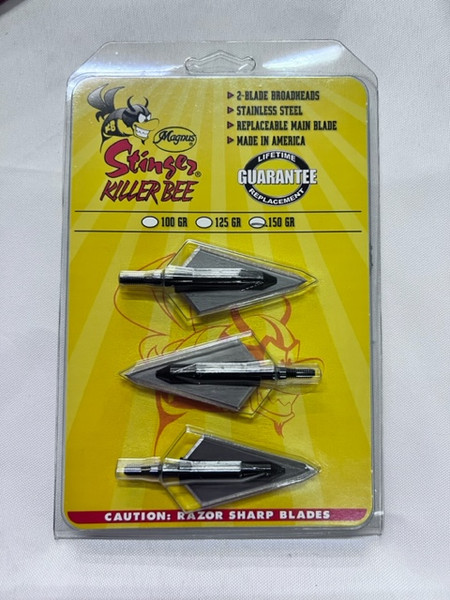 Magnus
Stinger®
KILLER BEE
2-BLADE BROADHEADS
STAINLESS STEEL
REPLACEABLE MAIN BLADE
MADE IN AMERICA
LIFETIME
GUARANTEE
REPLACEMENT
100 GR 125 GR 150 GR
CAUTION: RAZOR SHARP BLADES